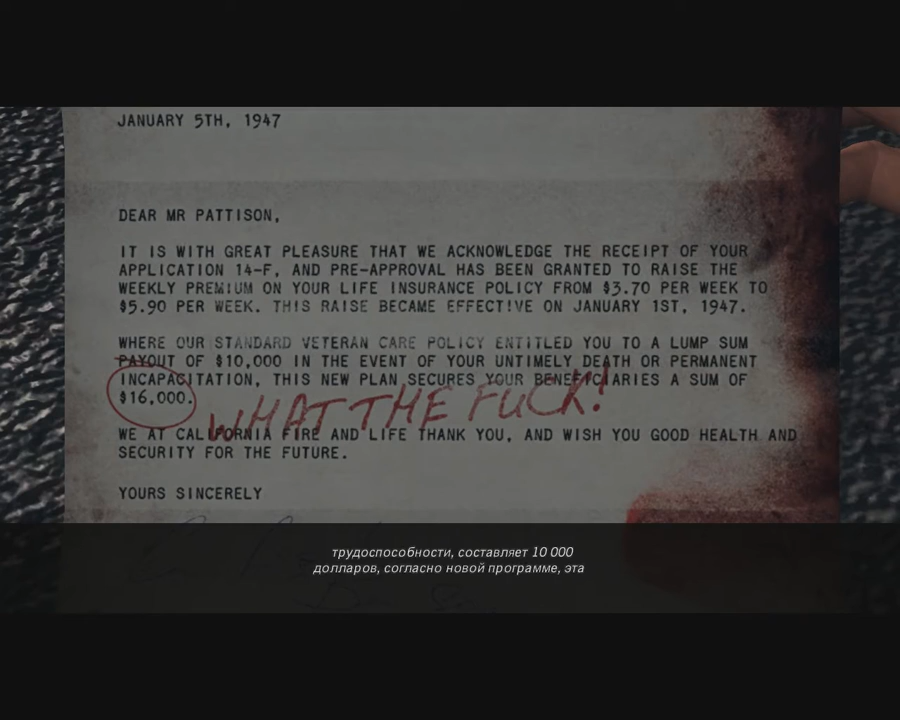 JANUARY 5TH, 1947
DEAR MR PATTISON,
IT IS WITH GREAT PLEASURE THAT WE ACKNOWLEDGE THE RECEIPT OF YOUR
APPLICATION 14-F, AND PRE-APPROVAL HAS BEEN GRANTED TO RAISE THE
WEEKLY PREMIUM ON YOUR LIFE INSURANCE POLICY FROM $3.70 PER WEEK TO
$5.90 PER WEEK. THIS RAISE BECAME EFFECTIVE ON JANUARY 1ST, 1947.
WHERE OUR STANDARD VETERAN CARE POLICY ENTITLED YOU TO A LUMP SUM
PAYOUT OF $10,000 IN THE EVENT OF YOUR UNTIMELY DEATH OR PERMANENT
INCAPACITATION, THIS NEW PLAN SECURES YOUR BENEFICIARIES A SUM OF
$16,000.
WHAT THE FUCK!
WE AT CALIFORNIA FIRE AND LIFE THANK YOU, AND WISH YOU GOOD HEALTH AND
SECURITY FOR THE FUTURE.
YOURS SINCERELY
трудоспособности, составляет 10 000
долларов, согласно новой программе, эта